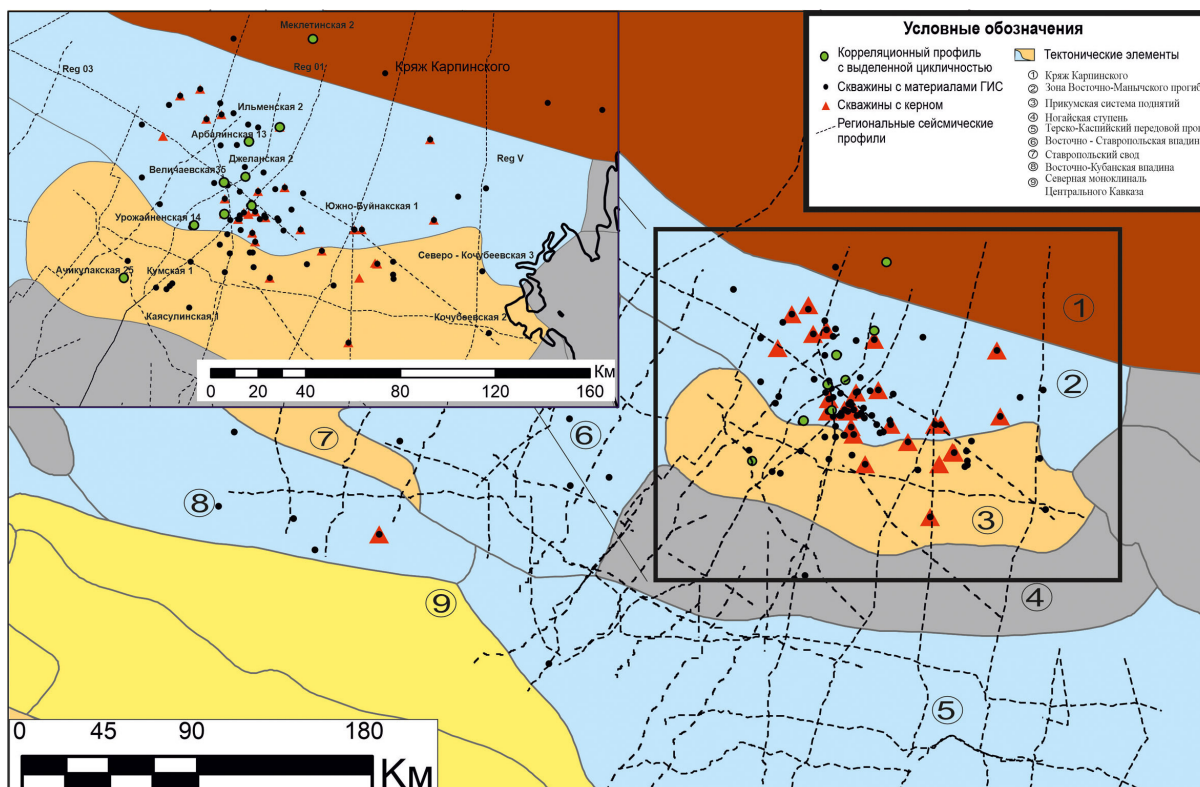 Меклетинская 2
Reg 03
Reg 01
Кряж Карпинского
Ильменская 2
Арбалинская 13
Джеланская 2
Величаевская36
Reg V
Урожайненская 14
Южно-Буйнакская 1
Ачикулакская 25
Кумская 1
Северо - Кочубеевская 3
Каясулинская 1
Кочубеевская 2
Км
0 20 40 80 120 160
Условные обозначения
Корреляционный профиль
с выделенной цикличностью
Скважины с материалами ГИС
Скважины с керном
Региональные сейсмические
профили
Тектонические элементы
① Кряж Карпинского
② Зона Восточно-Манычского прогиб
③ Прикумская система поднятий
④ Ногайская ступень
⑤ Терско-Каспийский передовой про
⑥ Восточно - Ставропольская впадин
⑦ Ставропольский свод
⑧ Восточно-Кубанская впадина
⑨ Северная моноклиналь
Центрального Кавказа
①
②
⑦
⑥
⑧
③
⑨
④
⑤
0 45 90 180
Км